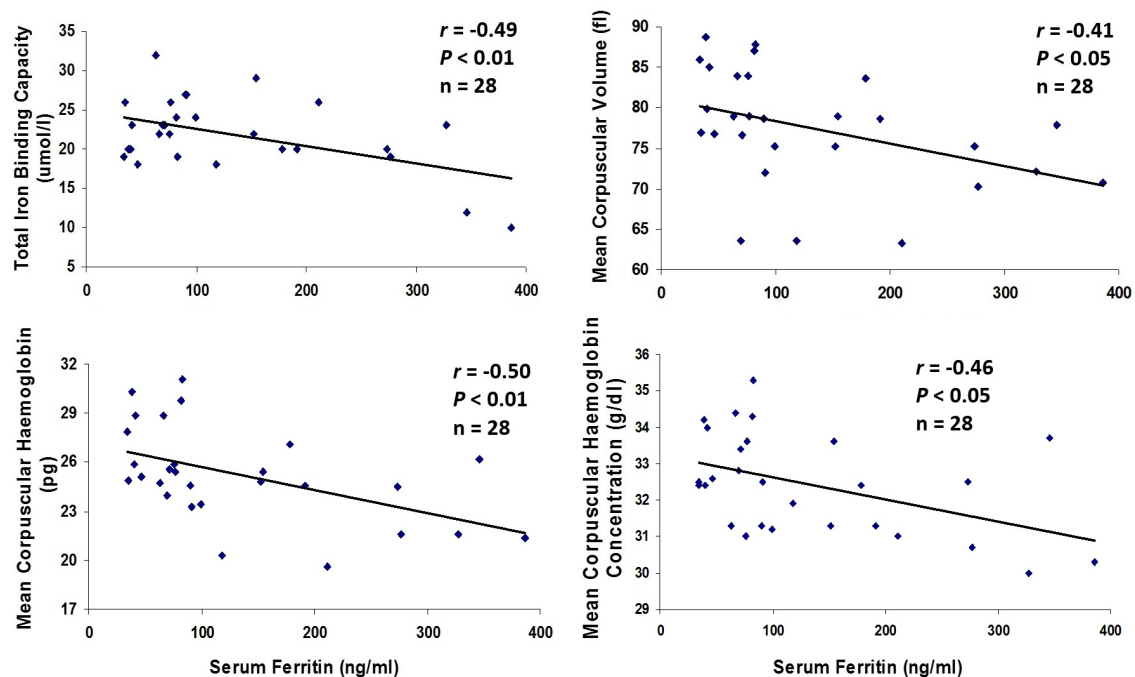 Total Iron Binding Capacity
(umol/l)
35
30
25
20
15
10
5
0
100
200
300
400
r = -0.49
P < 0.01
n = 28
Mean Corpuscular Volume (fl)
90
85
80
75
70
65
60
0
100
200
300
400
r = -0.41
P < 0.05
n = 28
Mean Corpuscular Haemoglobin
(pg)
32
29
26
23
20
17
0
100
200
300
400
r = -0.50
P < 0.01
n = 28
Serum Ferritin (ng/ml)
Mean Corpuscular Haemoglobin
Concentration (g/dl)
36
35
34
33
32
31
30
29
0
100
200
300
400
r = -0.46
P < 0.05
n = 28
Serum Ferritin (ng/ml)